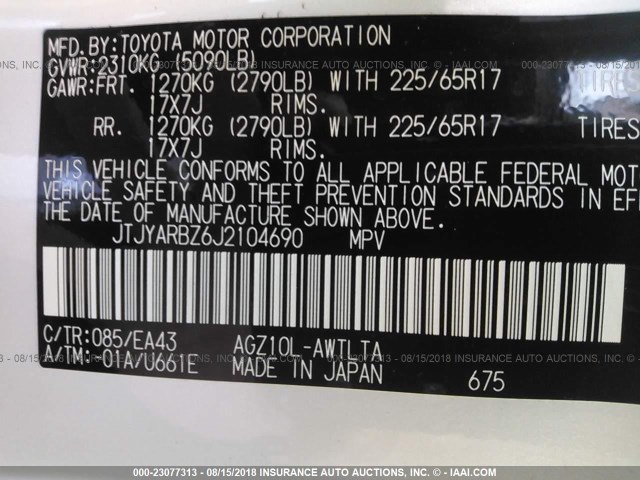 MFD.BY:TOYOTA MOTOR CORPORATION
GVWR:2310KG (5090LB)
GAWR:FRT. 1270KG (2790LB) WITH 225/65R17 TIRES
17X7J RIMS.
RR. 1270KG (2790LB) WITH 225/65R17 TIRES
17X7J RIMS.
THIS VEHICLE CONFORMS TO ALL APPLICABLE FEDERAL MOT
VEHICLE SAFETY AND THEFT PREVENTION STANDARDS IN EFF
THE DATE OF MANUFACTURE SHOWN ABOVE.
JTJYARBZ6J2104690 MPV
C/TR:085/EA43 AGZ10L-AWTLTA
A/TM:-01A/U661E MADE IN JAPAN 675
000-23077313 - 08/15/2018 INSURANCE AUTO AUCTIONS (SM) © - IAAI.COM